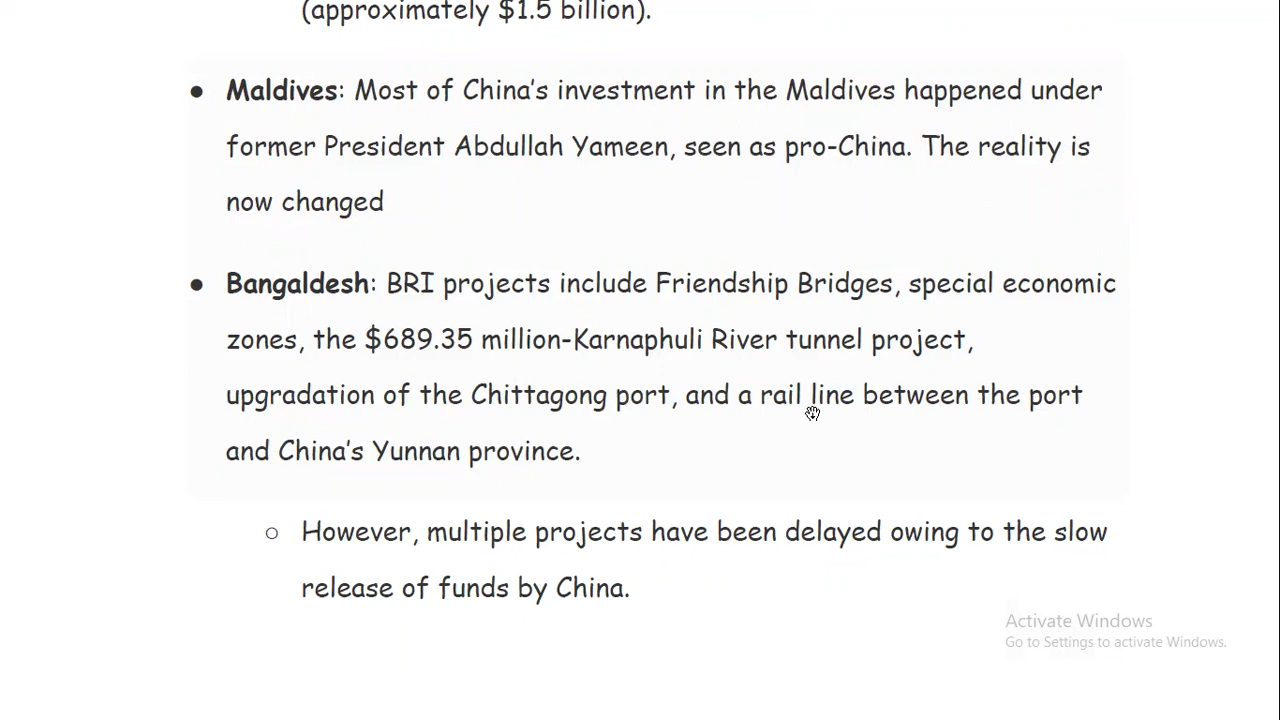 (approximately $1.5 billion).
● Maldives: Most of China's investment in the Maldives happened under
former President Abdullah Yameen, seen as pro-China. The reality is
now changed
● Bangaldesh: BRI projects include Friendship Bridges, special economic
zones, the $689.35 million-Karnaphuli River tunnel project,
upgradation of the Chittagong port, and a rail line between the port
and China's Yunnan province.
○ However, multiple projects have been delayed owing to the slow
release of funds by China.
Activate Windows
Go to Settings to activate Windows.